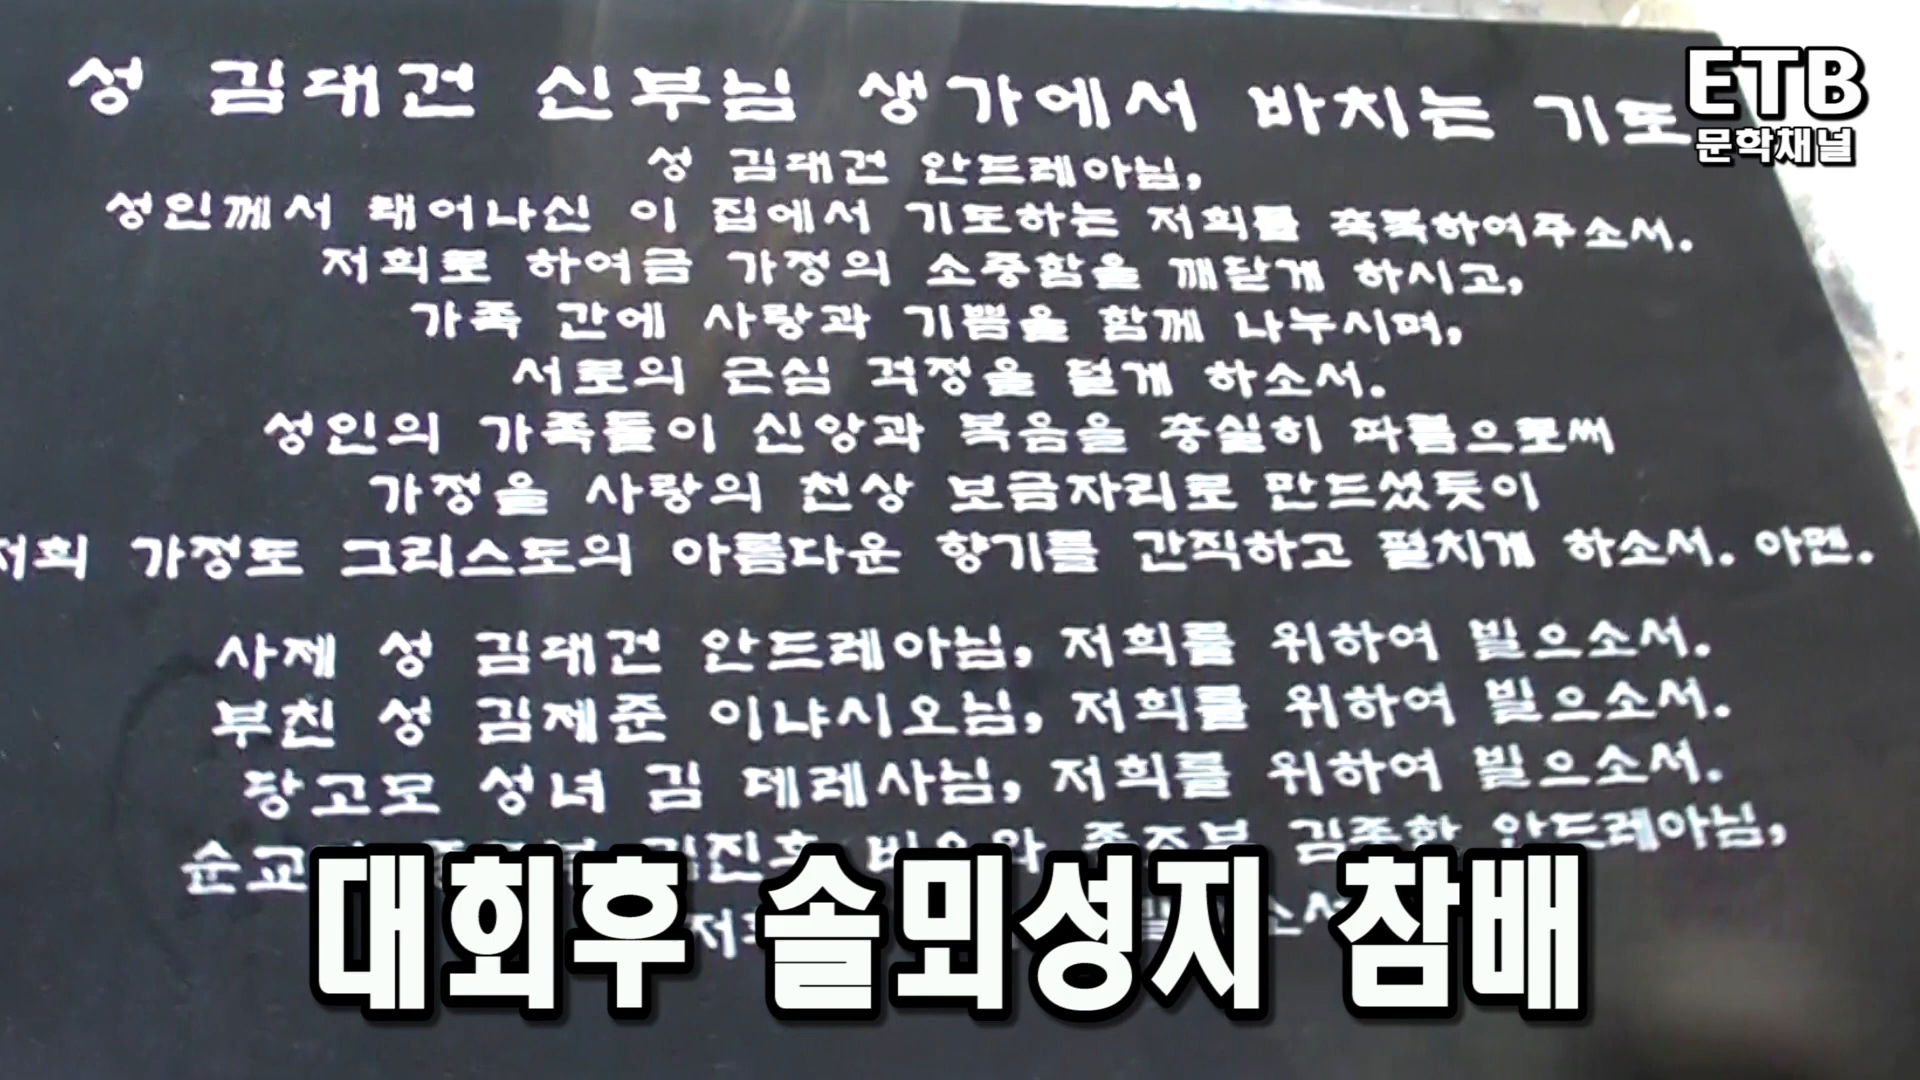 성 김대건 신부님 생가에서 바치는 기도
ETB
문학채널
성 김대건 안드레아님,
성인께서 태어나신 이 집에서 기도하는 저희를 축복하여주소서.
저희로 하여금 가정의 소중함을 깨닫게 하시고,
가족 간에 사랑과 기쁨을 함께 나누시며,
서로의 근심 걱정을 덜게 하소서.
성인의 가족들이 신앙과 복음을 충실히 따름으로써
가정을 사랑의 천상 보금자리로 만드셨듯이
저희 가정도 그리스도의 아름다운 향기를 간직하고 펼치게 하소서. 아멘.
사제 성 김대건 안드레아님, 저희를 위하여 빌으소서.
부친 성 김제준 이냐시오님, 저희를 위하여 빌으소서.
당고모 성녀 김 데레사님, 저희를 위하여 빌으소서.
김진후 비오와 종조부 김종한 안드레아님,
대회후 솔뫼성지 참배